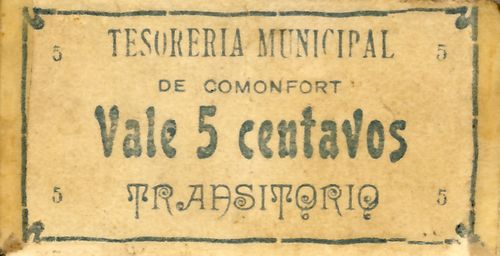 5 TESORERIA MUNICIPAL 5
DE COMONFORT
Vale 5 centavos
5 TRANSITORIO 5